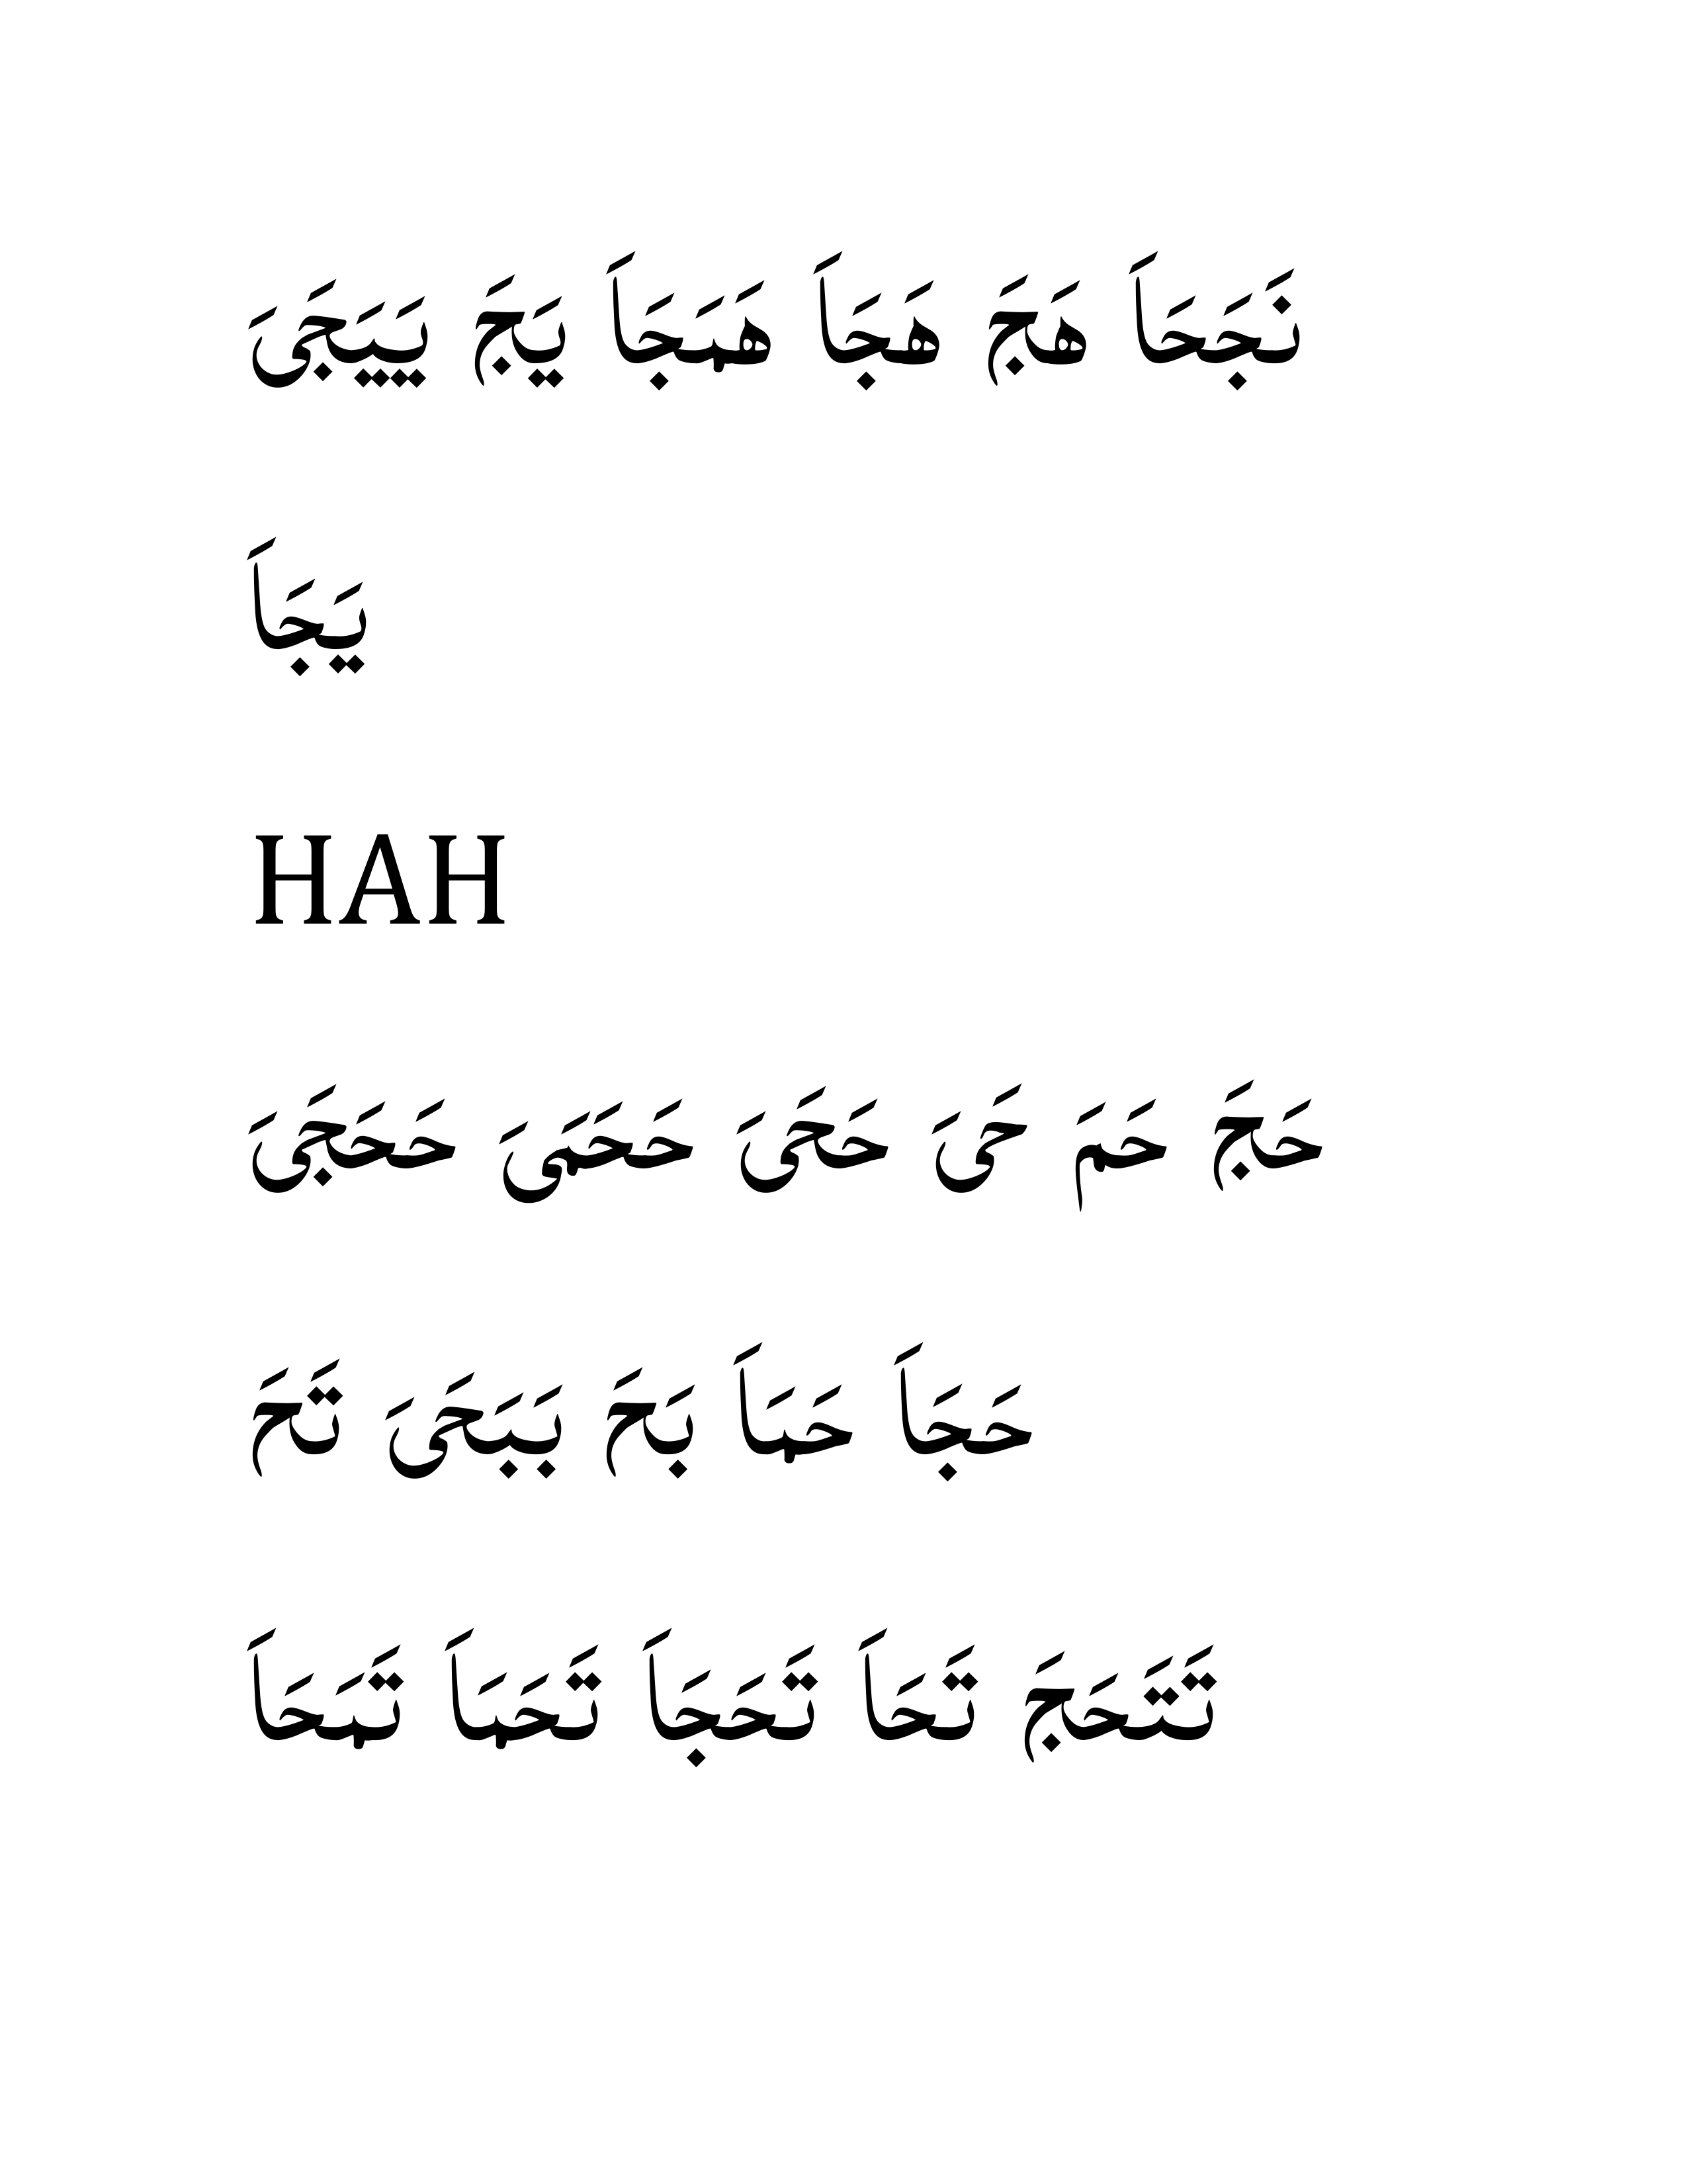 نَجَحَاَ هَجَ هَجَاَ هَمَجَاَ يَجَ يَيَجَىَ
يَجَاَ
HAH
حَجَ حَمَ حَىَ حَحَىَ حَحَمَىَ حَحَجَىَ
حَجَاَ حَمَاَ بَحَ بَبَحَىَ تَحَ
تَتَحَجَ تَحَاَ تَحَجَاَ تَحَمَاَ تَمَحَاَ